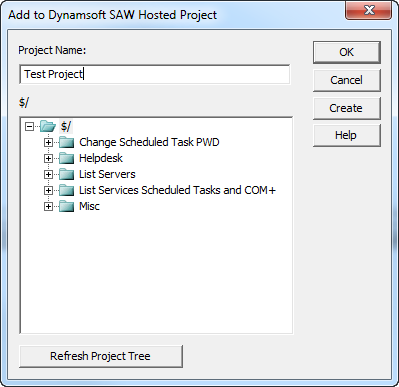 Add to Dynamsoft SAW Hosted Project
Project Name:
OK
Test Project
Cancel
$/
Create
$/
Help
Change Scheduled Task PWD
Helpdesk
List Servers
List Services Scheduled Tasks and COM+
Misc
Refresh Project Tree